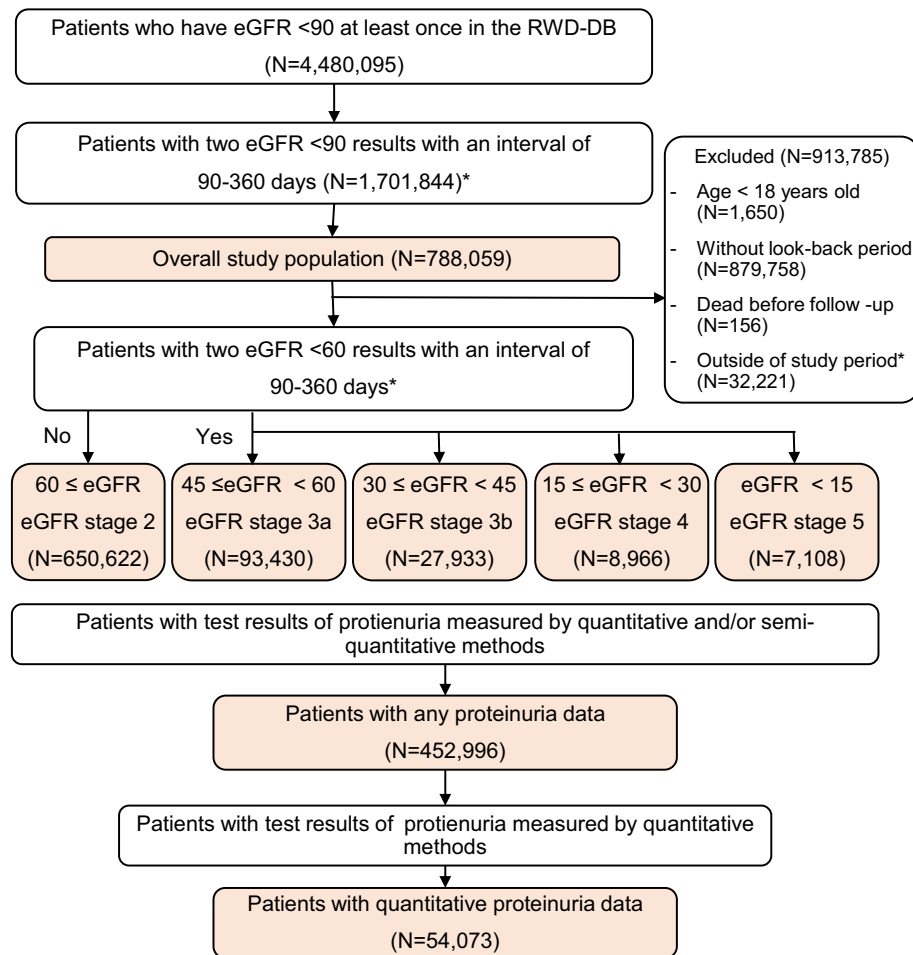 Patients who have eGFR <90 at least once in the RWD-DB
(N=4,480,095)
Patients with two eGFR <90 results with an interval of
90-360 days (N=1,701,844)*
Overall study population (N=788,059)
Excluded (N=913,785)
- Age < 18 years old
(N=1,650)
- Without look-back period
(N=879,758)
- Dead before follow -up
(N=156)
- Outside of study period*
(N=32,221)
Patients with two eGFR <60 results with an interval of
90-360 days*
No
Yes
60 ≤ eGFR
eGFR stage 2
(N=650,622)
45 ≤eGFR < 60
eGFR stage 3a
(N=93,430)
30 ≤ eGFR < 45
eGFR stage 3b
(N=27,933)
15 ≤ eGFR < 30
eGFR stage 4
(N=8,966)
eGFR < 15
eGFR stage 5
(N=7,108)
Patients with test results of protienuria measured by quantitative and/or semi-
quantitative methods
Patients with any proteinuria data
(N=452,996)
Patients with test results of protienuria measured by quantitative
methods
Patients with quantitative proteinuria data
(N=54,073)